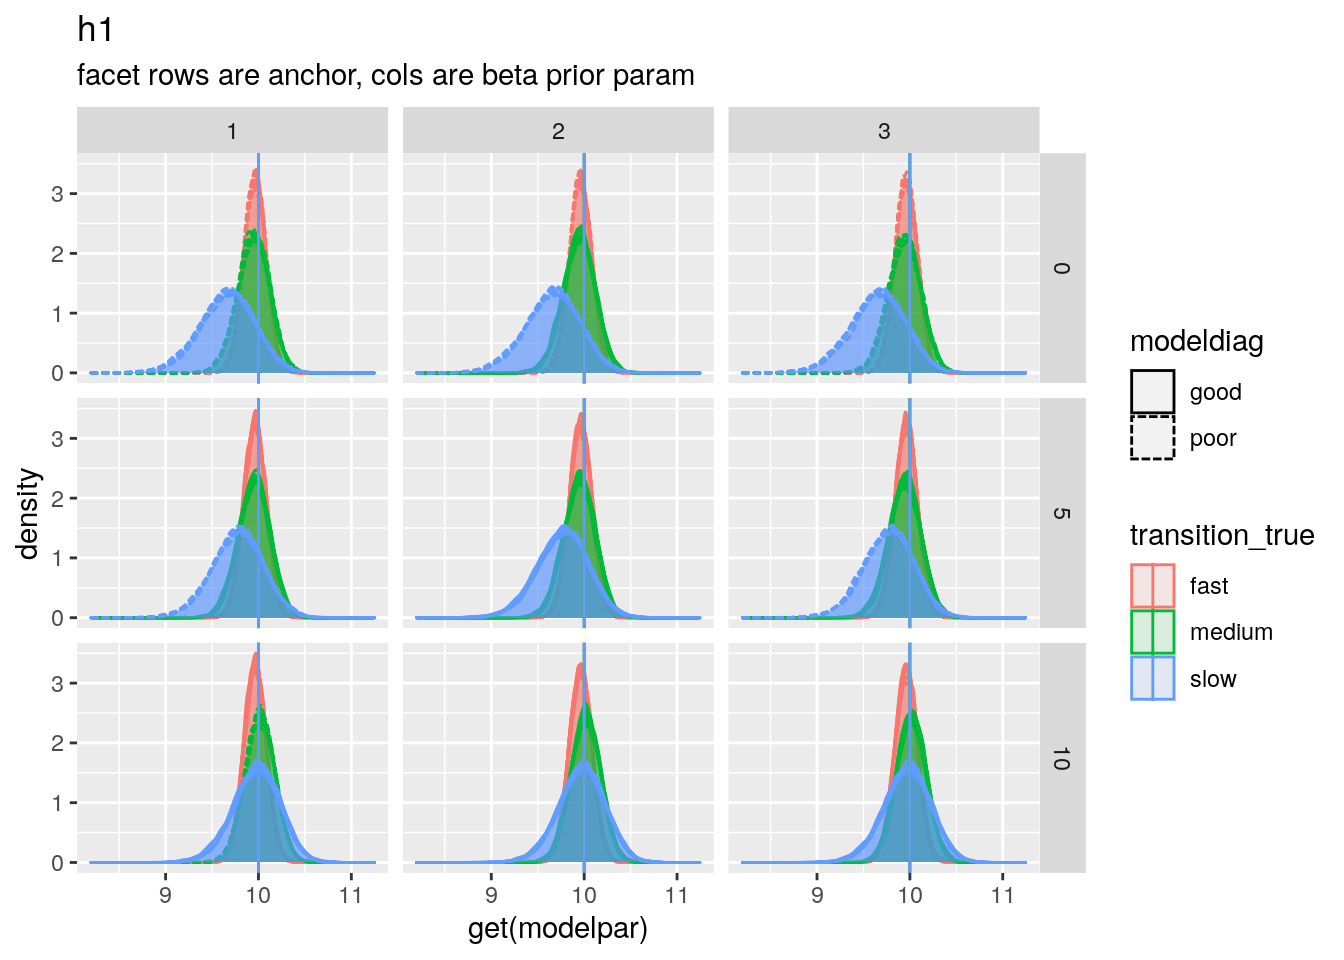 h1
facet rows are anchor, cols are beta prior param
1 2 3
3
2
1
0
0
3
2
1
0
5
3
2
1
0
10
9 10 11 9 10 11 9 10 11
get(modelpar)
density
modeldiag
good
poor
transition_true
fast
medium
slow